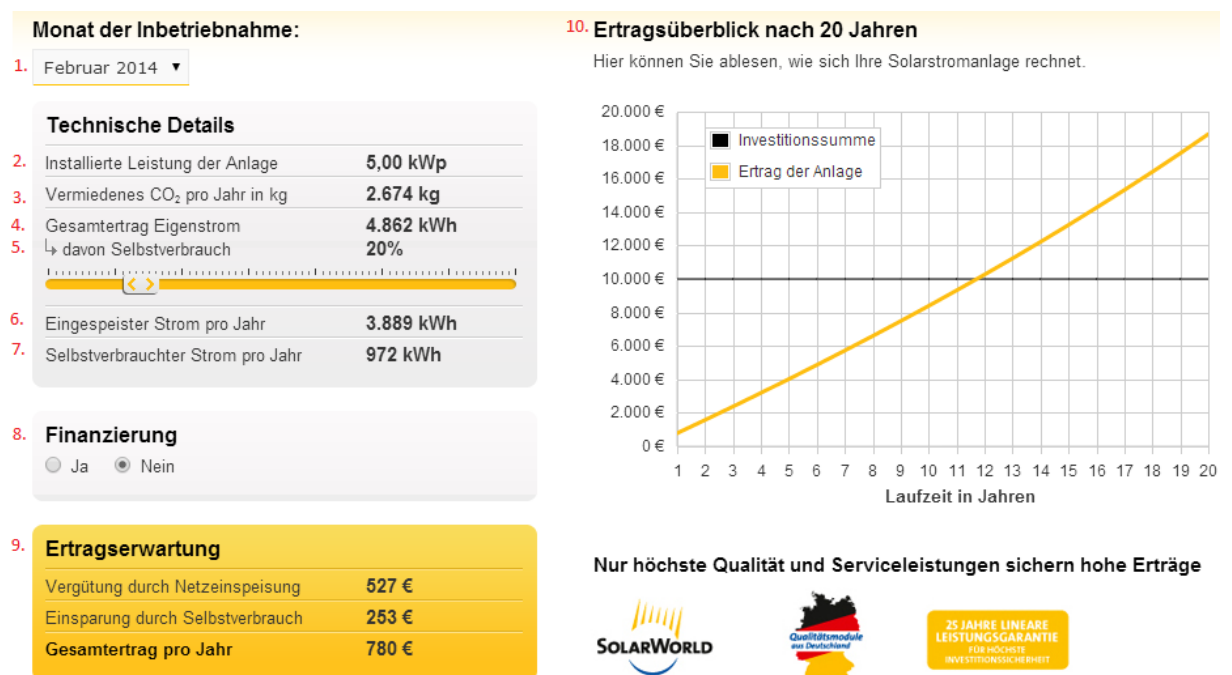 Monat der Inbetriebnahme:
1. Februar 2014 ▼
Technische Details
2. Installierte Leistung der Anlage 5,00 kWp
3. Vermiedenes CO₂ pro Jahr in kg 2.674 kg
4. Gesamtertrag Eigenstrom 4.862 kWh
5. ↳ davon Selbstverbrauch 20%
6. Eingespeister Strom pro Jahr 3.889 kWh
7. Selbstverbrauchter Strom pro Jahr 972 kWh
8. Finanzierung
Ja Nein
9. Ertragserwartung
Vergütung durch Netzeinspeisung 527 €
Einsparung durch Selbstverbrauch 253 €
Gesamtertrag pro Jahr 780 €
10. Ertragsüberblick nach 20 Jahren
Hier können Sie ablesen, wie sich Ihre Solarstromanlage rechnet.
20.000 €
18.000 €
16.000 €
14.000 €
12.000 €
10.000 €
8.000 €
6.000 €
4.000 €
2.000 €
0 €
Investitionssumme
Ertrag der Anlage
1 2 3 4 5 6 7 8 9 10 11 12 13 14 15 16 17 18 19 20
Laufzeit in Jahren
Nur höchste Qualität und Serviceleistungen sichern hohe Erträge
SOLARWORLD
Qualitätsmodule
aus Deutschland
25 JAHRE LINEARE
LEISTUNGSGARANTIE
FÜR HÖCHSTE
INVESTITIONSSICHERHEIT